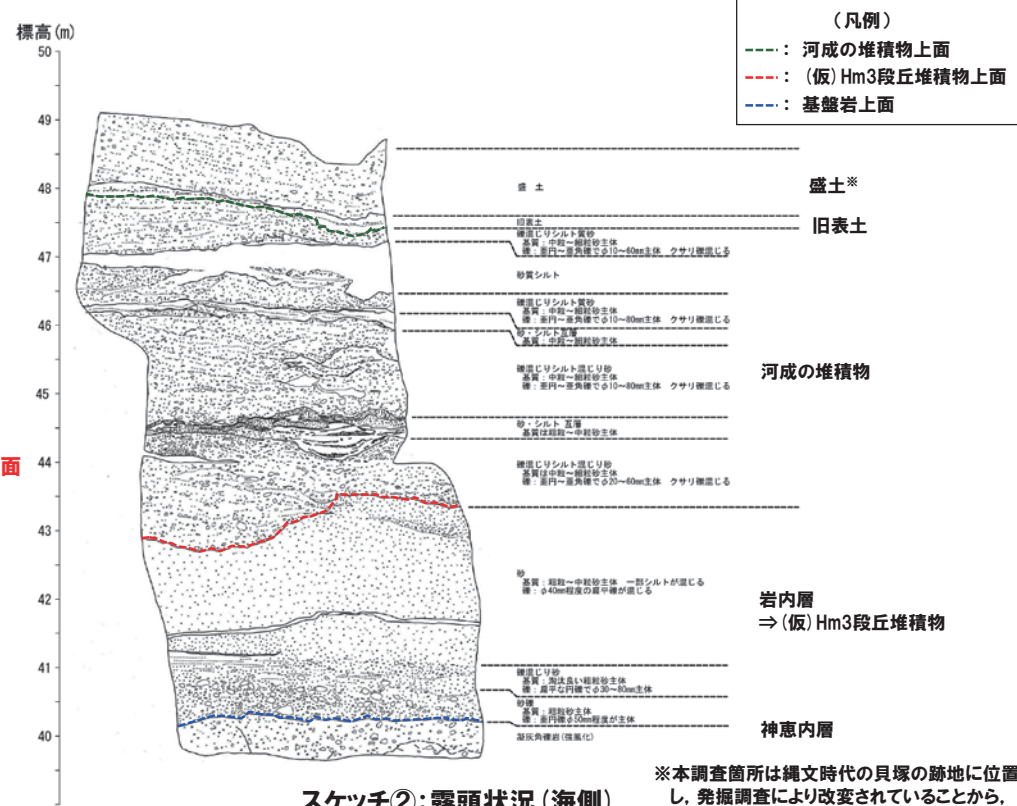 (凡例)
：河成の堆積物上面
：(仮)Hm3段丘堆積物上面
：基盤岩上面
標高(m)
50
49
48
47
46
45
44
43
42
41
40
面
盛土
盛土※
旧表土
旧表土
礫混じりシルト質砂
基質：中粒～細粒砂主体
礫：亜円～亜角礫でφ10～60mm主体 クサリ礫混じる
砂質シルト
礫混じりシルト質砂
基質：中粒～細粒砂主体
礫：亜円～亜角礫でφ10～80mm主体 クサリ礫混じる
砂・シルト互層
基質：中粒～細粒砂主体
礫混じりシルト混じり砂
基質：中粒～細粒砂主体
礫：亜円～亜角礫でφ10～80mm主体 クサリ礫混じる
河成の堆積物
砂・シルト 互層
基質は粗粒～中粒砂主体
礫混じりシルト混じり砂
基質は中粒～細粒砂主体
礫：亜円～亜角礫でφ20～60mm主体 クサリ礫混じる
砂
基質：粗粒～中粒砂主体 一部シルトが混じる
礫：φ40mm程度の扁平礫が混じる
岩内層
⇒(仮)Hm3段丘堆積物
礫混じり砂
基質：淘汰良い粗粒砂主体
礫：扁平な円礫でφ30～80mm主体
砂礫
基質：粗粒砂主体
礫：亜円礫φ50mm程度が主体
凝灰角礫岩(強風化)
神恵内層
スケッチ②：露頭状況(海側)
※本調査箇所は縄文時代の貝塚の跡地に位置
し，発掘調査により改変されていることから，